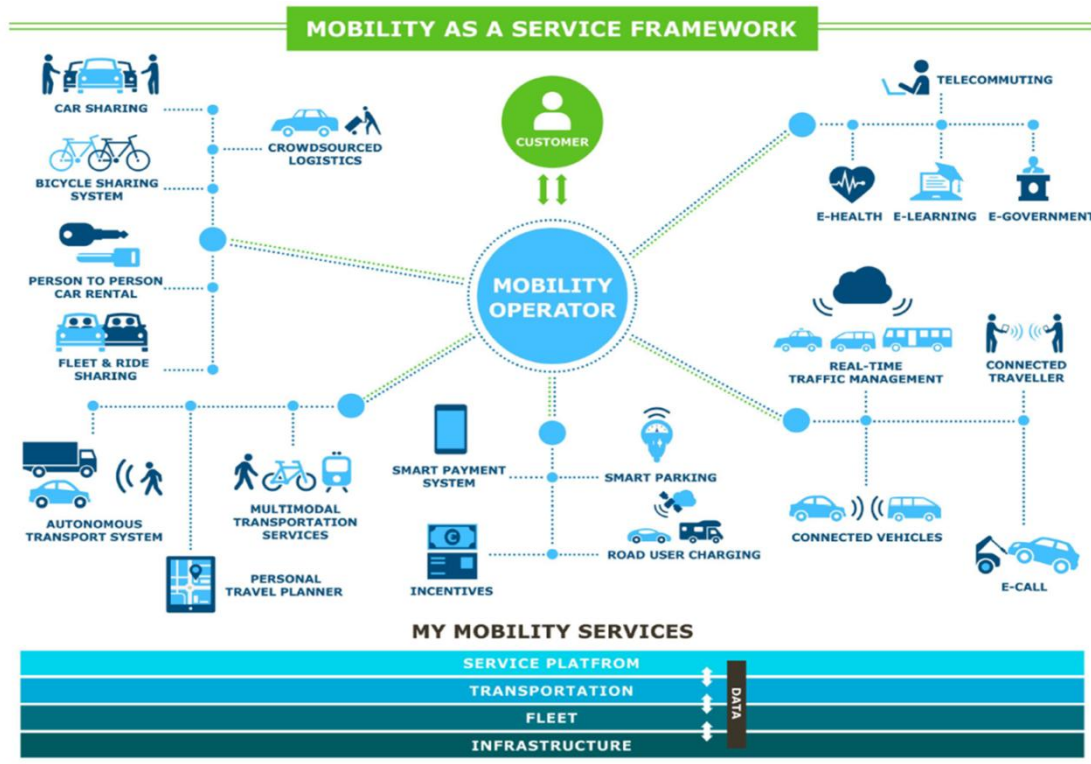 MOBILITY AS A SERVICE FRAMEWORK
CUSTOMER
MOBILITY
OPERATOR
CAR SHARING
CROWDSOURCED
LOGISTICS
BICYCLE SHARING
SYSTEM
PERSON TO PERSON
CAR RENTAL
FLEET & RIDE
SHARING
TELECOMMUTING
E-HEALTH
E-LEARNING
E-GOVERNMENT
REAL-TIME
TRAFFIC MANAGEMENT
CONNECTED
TRAVELLER
CONNECTED VEHICLES
E-CALL
AUTONOMOUS
TRANSPORT SYSTEM
MULTIMODAL
TRANSPORTATION
SERVICES
PERSONAL
TRAVEL PLANNER
SMART PAYMENT
SYSTEM
SMART PARKING
INCENTIVES
ROAD USER CHARGING
MY MOBILITY SERVICES
SERVICE PLATFROM
TRANSPORTATION
FLEET
INFRASTRUCTURE
DATA